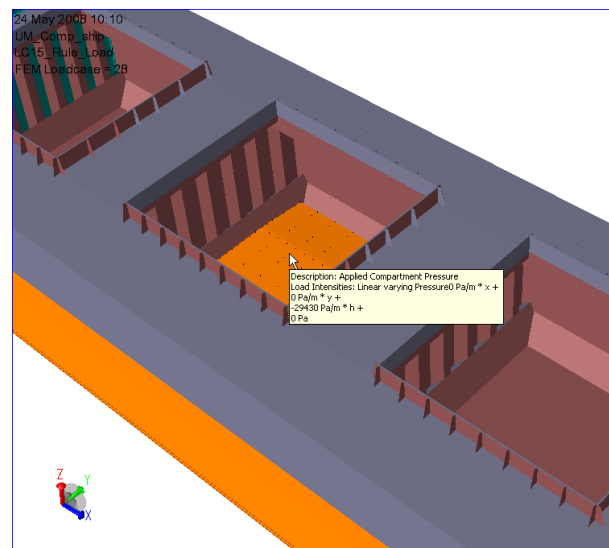 24 May 2008 10:10
UM_Comp_ship
LC15_Rule_Load
FEM Loadcase = 28
Description: Applied Compartment Pressure
Load Intensities: Linear varying Pressure0 Pa/m * x +
0 Pa/m * y +
-29430 Pa/m * h +
0 Pa
Z
Y
X